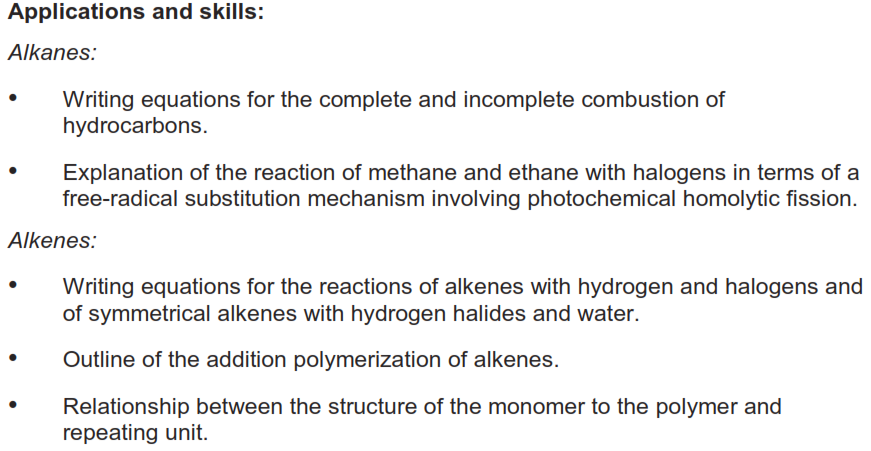 Applications and skills:
Alkanes:
• Writing equations for the complete and incomplete combustion of
hydrocarbons.
• Explanation of the reaction of methane and ethane with halogens in terms of a
free-radical substitution mechanism involving photochemical homolytic fission.
Alkenes:
• Writing equations for the reactions of alkenes with hydrogen and halogens and
of symmetrical alkenes with hydrogen halides and water.
• Outline of the addition polymerization of alkenes.
• Relationship between the structure of the monomer to the polymer and
repeating unit.